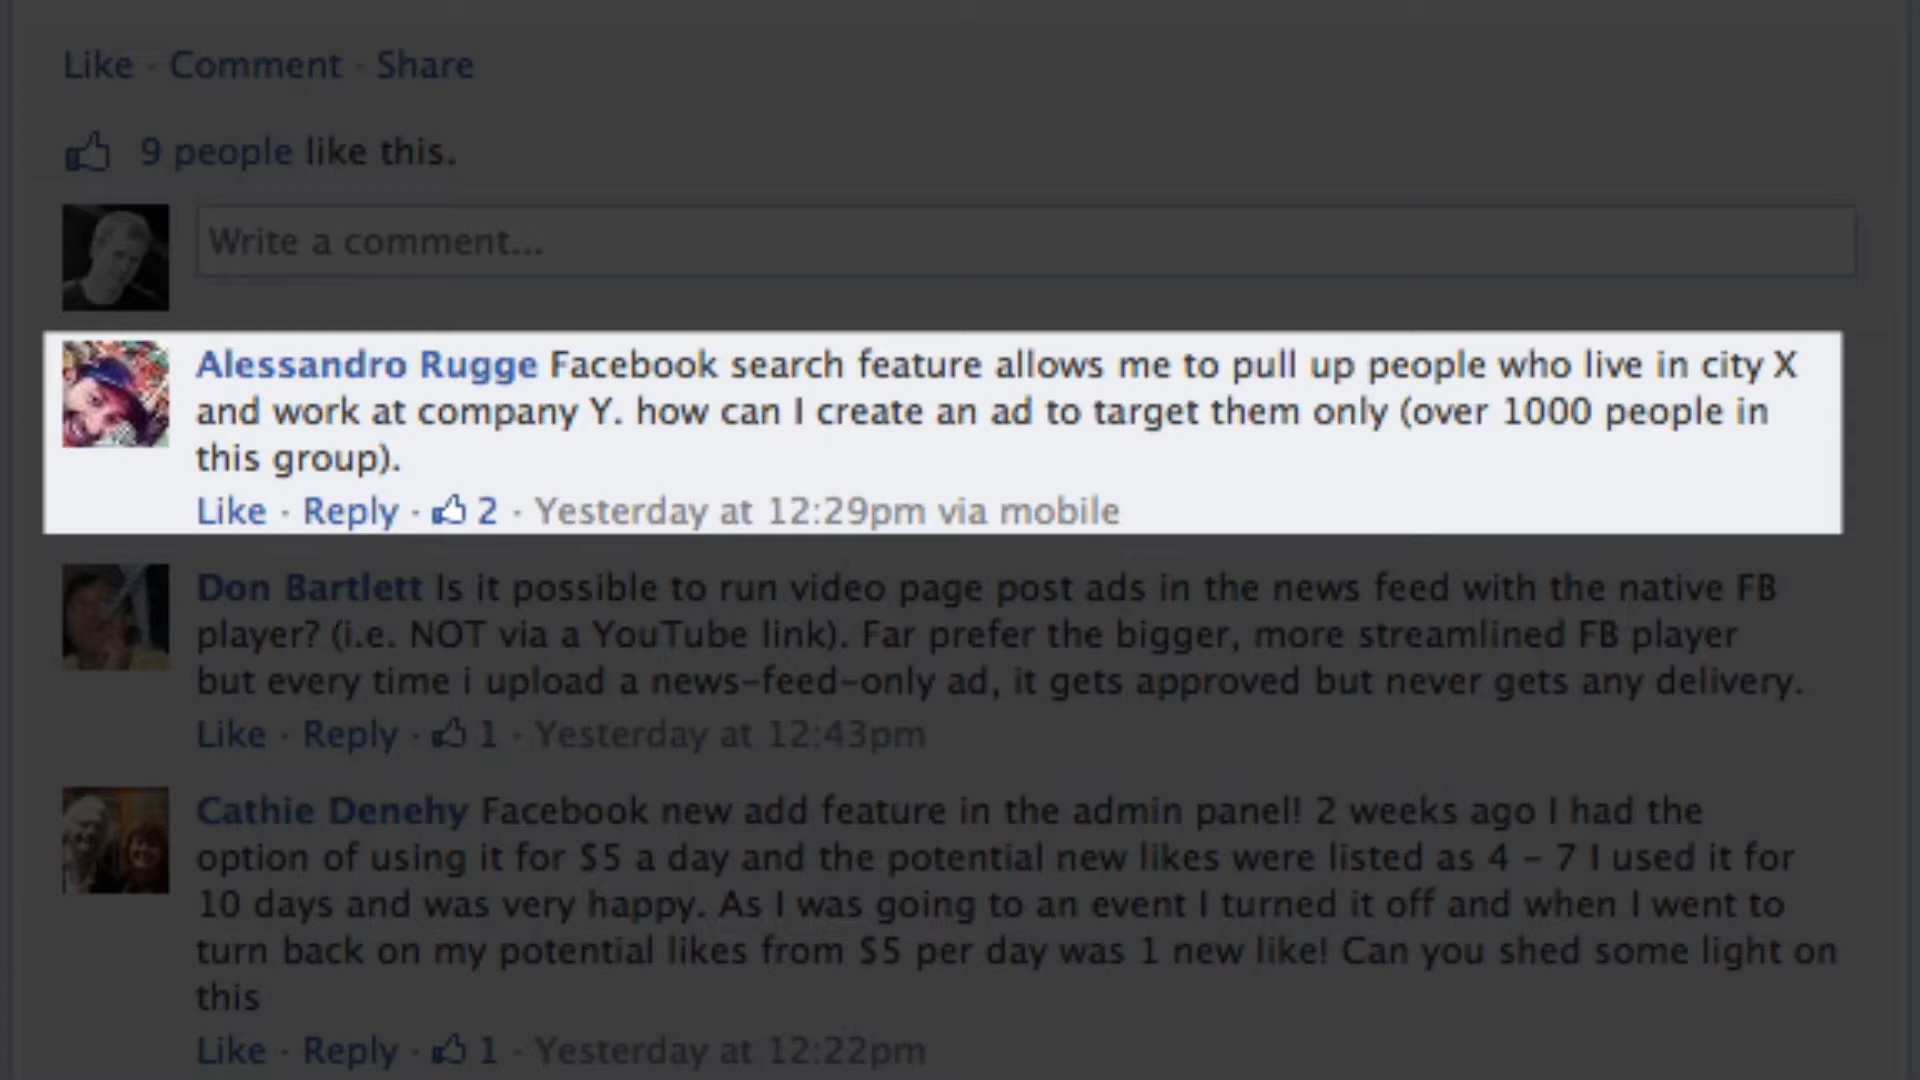 Like · Comment · Share
9 people like this.
Write a comment...
Alessandro Rugge Facebook search feature allows me to pull up people who live in city X
and work at company Y. how can I create an ad to target them only (over 1000 people in
this group).
Like · Reply · 2 · Yesterday at 12:29pm via mobile
Don Bartlett Is it possible to run video page post ads in the news feed with the native FB
player? (i.e. NOT via a YouTube link). Far prefer the bigger, more streamlined FB player
but every time i upload a news-feed-only ad, it gets approved but never gets any delivery.
Like · Reply · 1 · Yesterday at 12:43pm
Cathie Denehy Facebook new add feature in the admin panel! 2 weeks ago I had the
option of using it for $5 a day and the potential new likes were listed as 4 - 7 I used it for
10 days and was very happy. As I was going to an event I turned it off and when I went to
turn back on my potential likes from $5 per day was 1 new like! Can you shed some light on
this
Like · Reply · 1 · Yesterday at 12:22pm